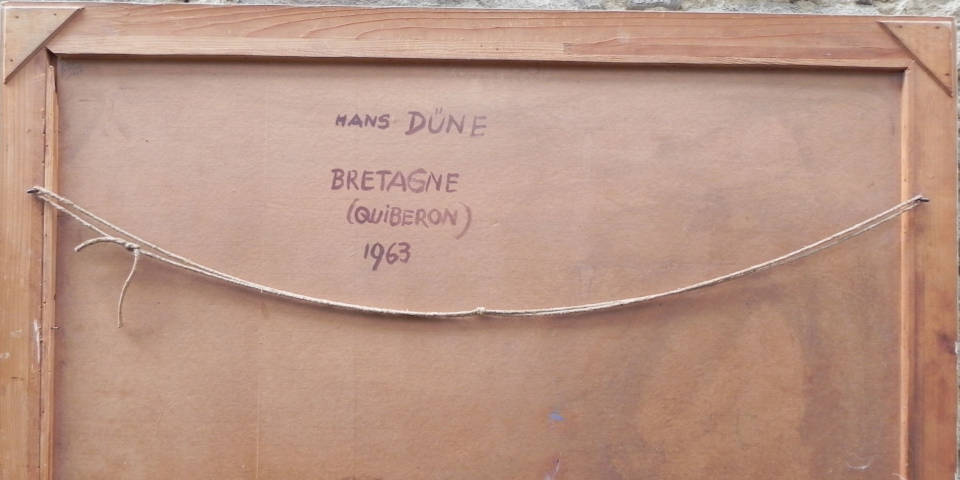 HANS DÜNE
BRETAGNE
(QUiBERON)
1963